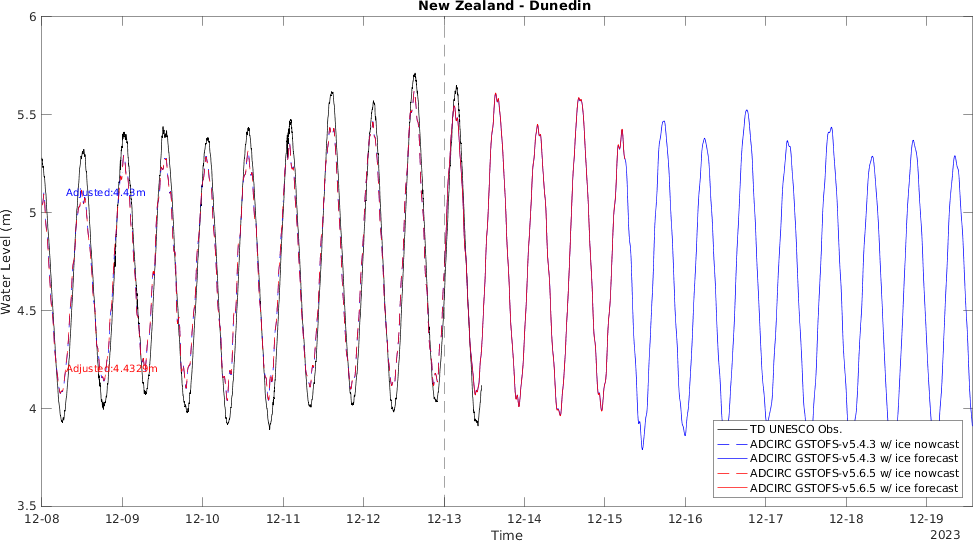 New Zealand - Dunedin
6
5.5
5
4.5
4
3.5
Water Level (m)
Adjusted:4.43m
Adjusted:4.4329m
TD UNESCO Obs.
ADCIRC GSTOFS-v5.4.3 w/ ice nowcast
ADCIRC GSTOFS-v5.4.3 w/ ice forecast
ADCIRC GSTOFS-v5.6.5 w/ ice nowcast
ADCIRC GSTOFS-v5.6.5 w/ ice forecast
12-08 12-09 12-10 12-11 12-12 12-13 12-14 12-15 12-16 12-17 12-18 12-19
Time
2023